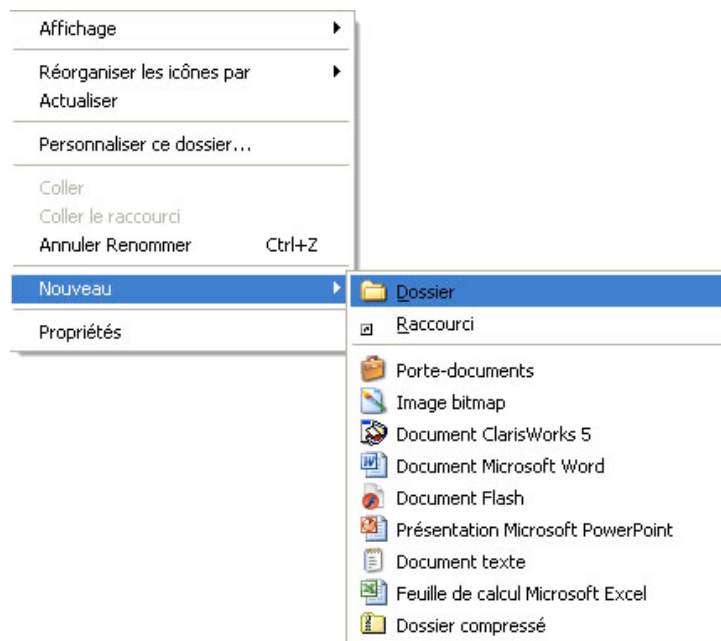 Affichage
Réorganiser les icônes par
Actualiser
Personnaliser ce dossier...
Coller
Coller le raccourci
Annuler Renommer Ctrl+Z
Nouveau
Propriétés
Dossier
Raccourci
Porte-documents
Image bitmap
Document ClarisWorks 5
Document Microsoft Word
Document Flash
Présentation Microsoft PowerPoint
Document texte
Feuille de calcul Microsoft Excel
Dossier compressé